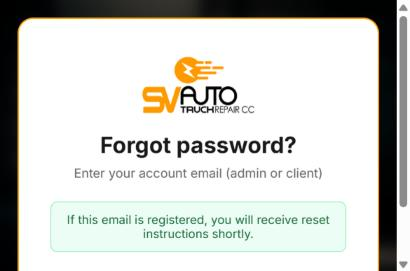 SV AUTO
TRUCH REPAIR CC
Forgot password?
Enter your account email (admin or client)
If this email is registered, you will receive reset
instructions shortly.